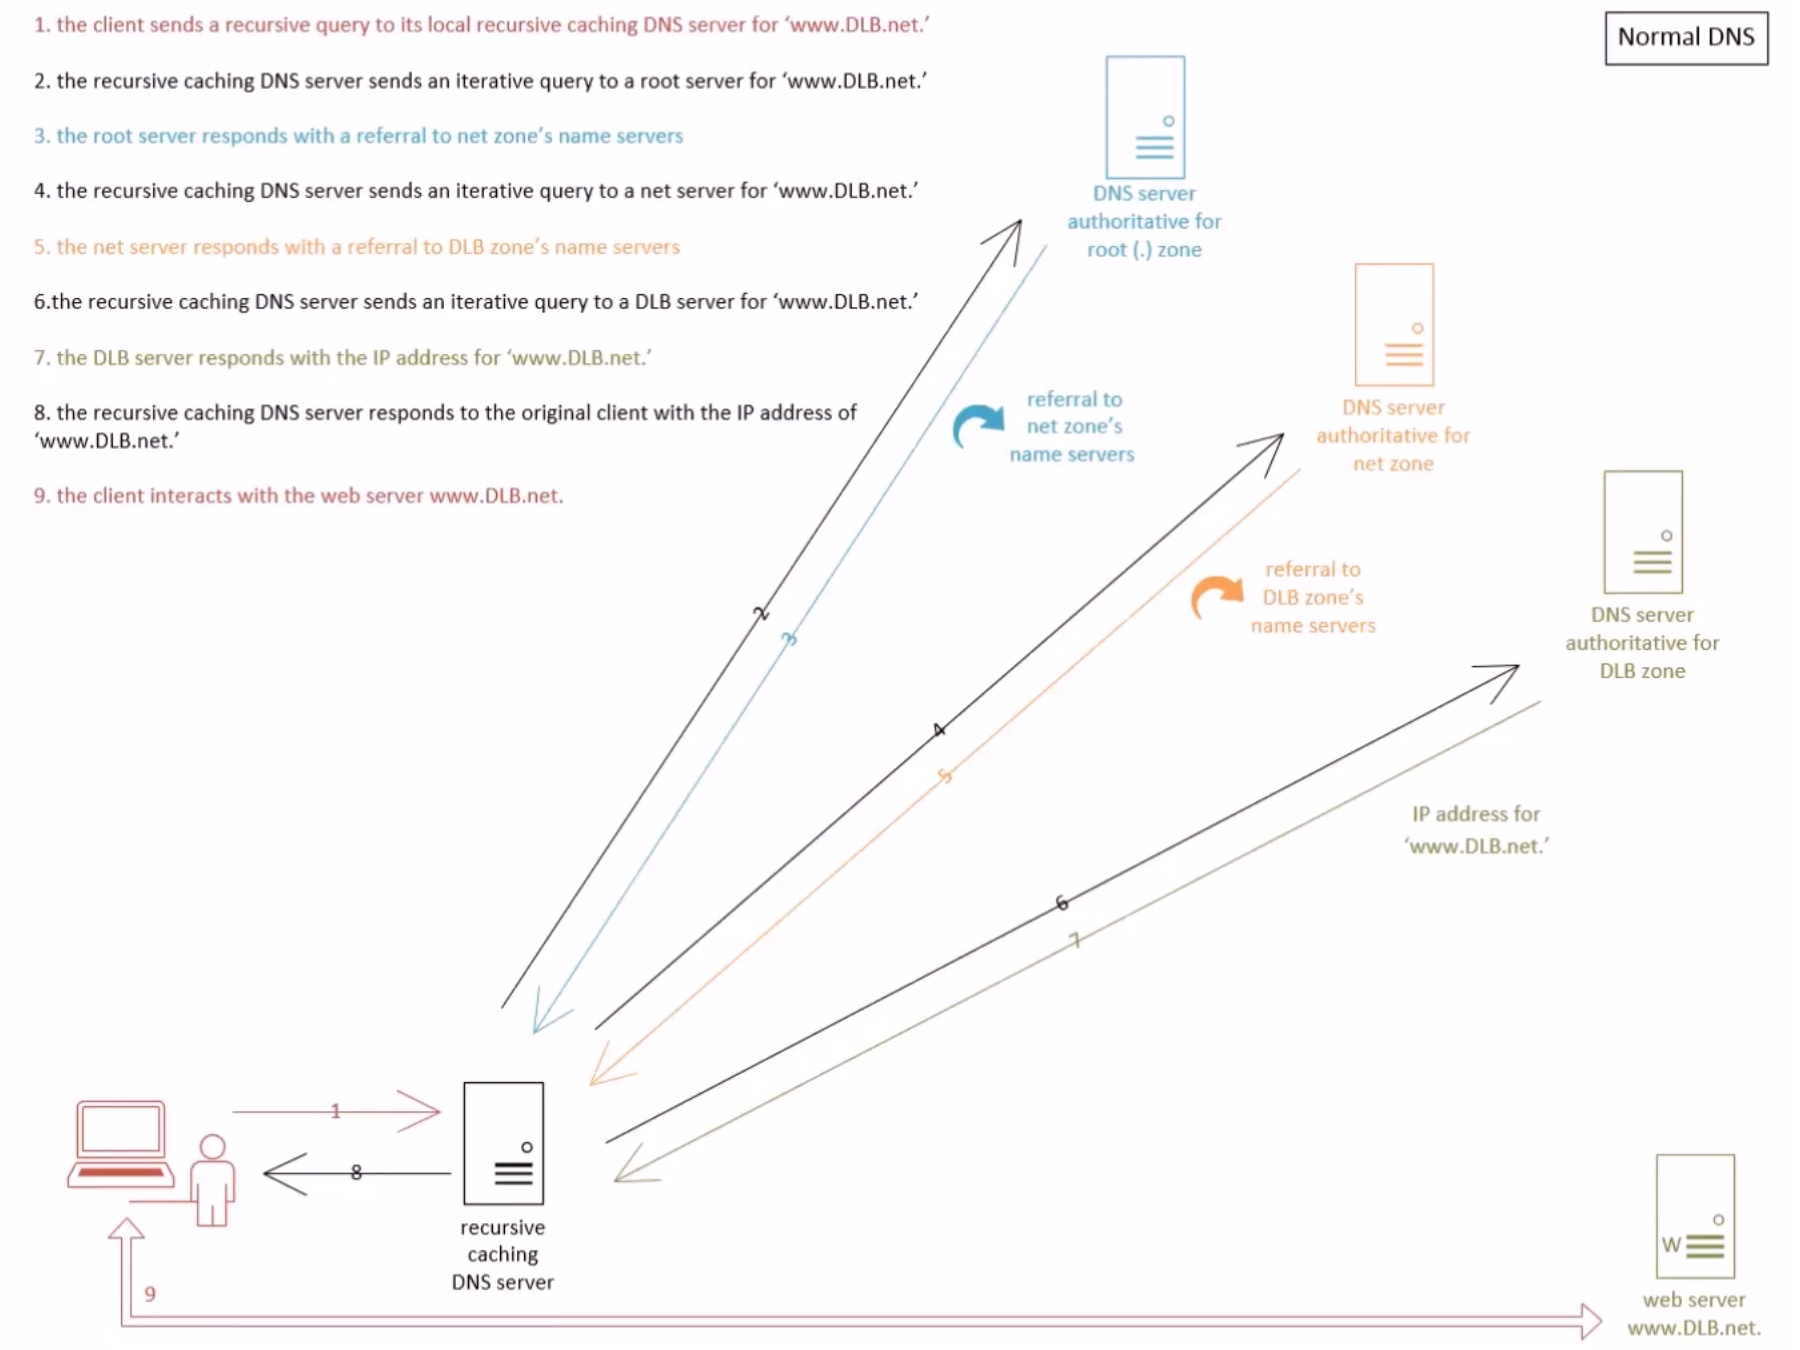 1. the client sends a recursive query to its local recursive caching DNS server for ‘www.DLB.net.’
Normal DNS
2. the recursive caching DNS server sends an iterative query to a root server for ‘www.DLB.net.’
3. the root server responds with a referral to net zone’s name servers
4. the recursive caching DNS server sends an iterative query to a net server for ‘www.DLB.net.’
5. the net server responds with a referral to DLB zone’s name servers
6.the recursive caching DNS server sends an iterative query to a DLB server for ‘www.DLB.net.’
7. the DLB server responds with the IP address for ‘www.DLB.net.’
8. the recursive caching DNS server responds to the original client with the IP address of
‘www.DLB.net.’
9. the client interacts with the web server www.DLB.net.
DNS server
authoritative for
root (.) zone
referral to
net zone’s
name servers
DNS server
authoritative for
net zone
referral to
DLB zone’s
name servers
DNS server
authoritative for
DLB zone
2
3
4
5
IP address for
‘www.DLB.net.’
6
7
1
8
recursive
caching
DNS server
9
W
web server
www.DLB.net.